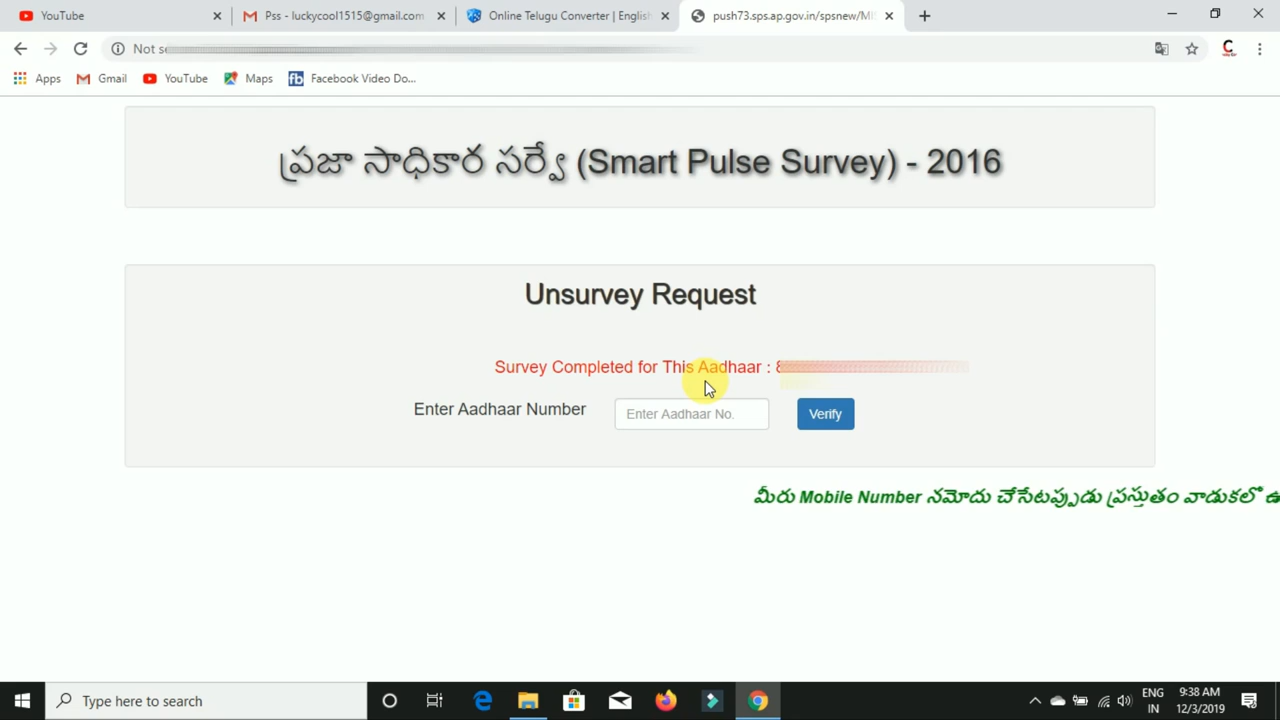 YouTube
Pss - luckycool1515@gmail.com
Online Telugu Converter | English
push73.sps.ap.gov.in/spsnew/MI
Not
Apps
Gmail
YouTube
Maps
Facebook Video Do...
ప్రజా సాధికార సర్వే (Smart Pulse Survey) - 2016
Unsurvey Request
Survey Completed for This Aadhaar : 8
Enter Aadhaar Number
Enter Aadhaar No.
Verify
మీరు Mobile Number నమోదు చేసేటప్పుడు ప్రస్తుతం వాడుకలో ఉ
Type here to search
ENG
IN
9:38 AM
12/3/2019